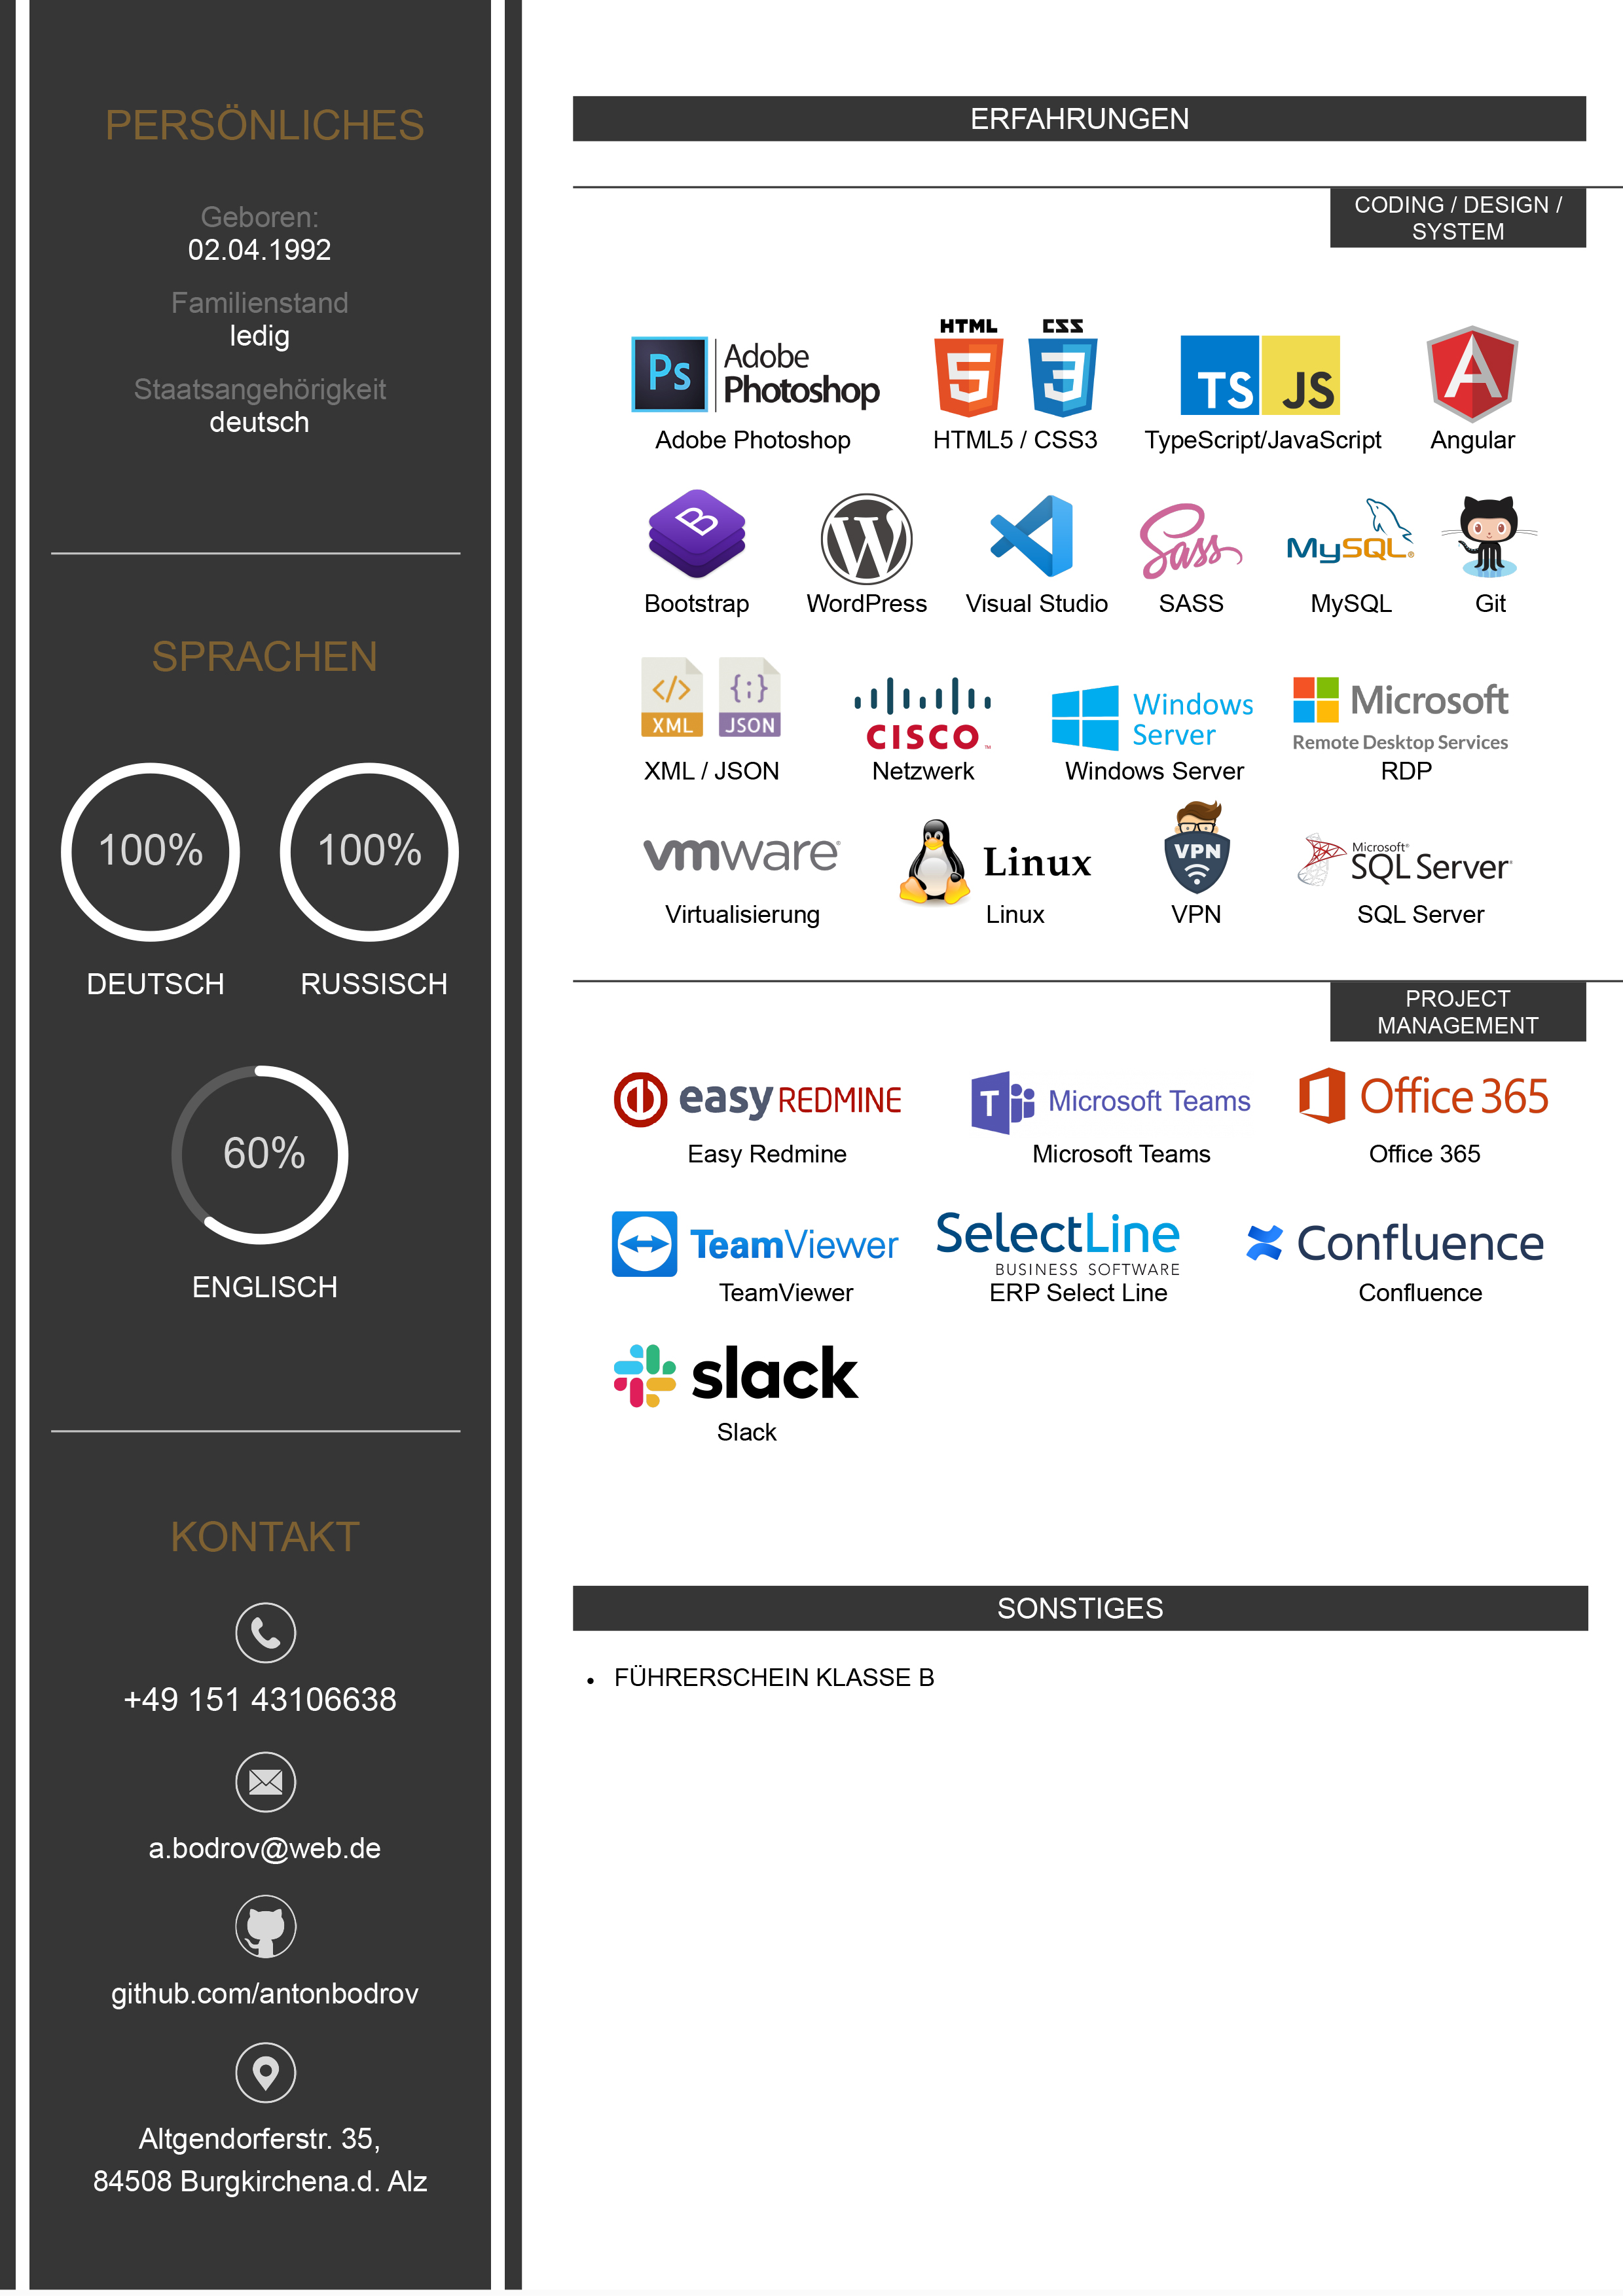 PERSÖNLICHES
Geboren:
02.04.1992
Familienstand
ledig
Staatsangehörigkeit
deutsch
SPRACHEN
100%
100%
DEUTSCH
RUSSISCH
60%
ENGLISCH
KONTAKT
+49 151 43106638
a.bodrov@web.de
github.com/antonbodrov
Altgendorferstr. 35,
84508 Burgkirchena.d. Alz
ERFAHRUNGEN
CODING / DESIGN /
SYSTEM
Ps
Adobe
Photoshop
HTML
5
CSS
3
TS
JS
A
Adobe Photoshop
HTML5 / CSS3
TypeScript/JavaScript
Angular
B
W
Sass
MySQL®
Bootstrap
WordPress
Visual Studio
SASS
MySQL
Git
</>
XML
{;}
JSON
CISCO™
Windows
Server
Microsoft
Remote Desktop Services
XML / JSON
Netzwerk
Windows Server
RDP
vmware®
Linux
VPN
Microsoft®
SQL Server®
Virtualisierung
Linux
VPN
SQL Server
PROJECT
MANAGEMENT
easy REDMINE
T
Microsoft Teams
Office 365
Easy Redmine
Microsoft Teams
Office 365
TeamViewer
SelectLine
BUSINESS SOFTWARE
Confluence
TeamViewer
ERP Select Line
Confluence
slack
Slack
SONSTIGES
• FÜHRERSCHEIN KLASSE B